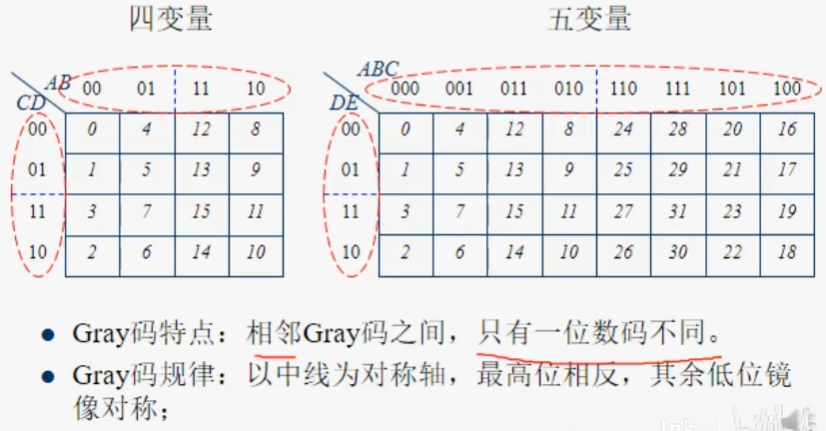 四变量 五变量
AB 00 01 11 10
CD
00 0 4 12 8
01 1 5 13 9
11 3 7 15 11
10 2 6 14 10
ABC 000 001 011 010 110 111 101 100
DE
00 0 4 12 8 24 28 20 16
01 1 5 13 9 25 29 21 17
11 3 7 15 11 27 31 23 19
10 2 6 14 10 26 30 22 18
● Gray码特点：相邻Gray码之间，只有一位数码不同。
● Gray码规律：以中线为对称轴，最高位相反，其余低位镜
像对称；